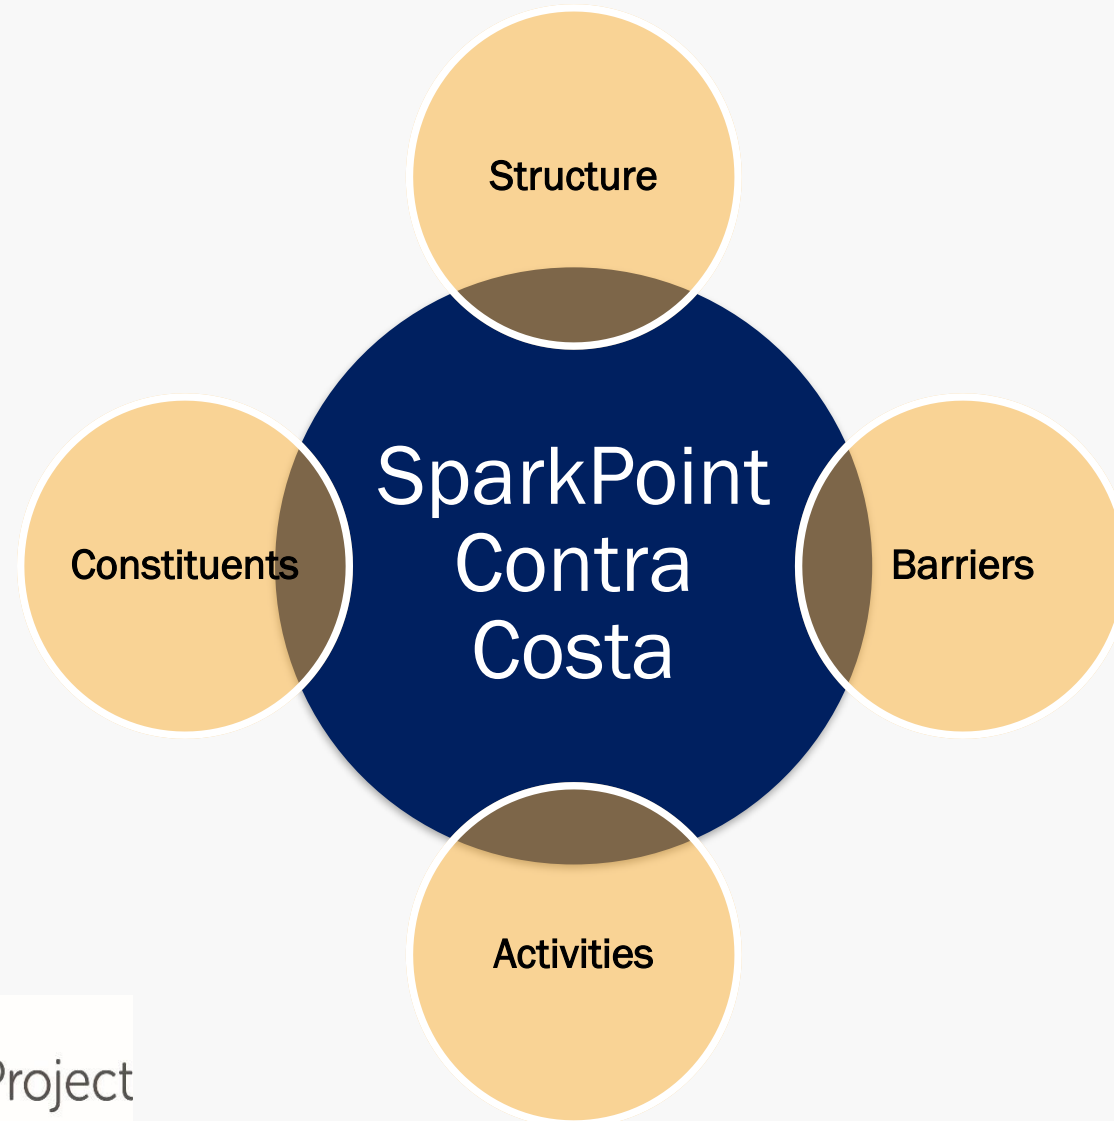 Structure
Constituents
SparkPoint
Contra
Costa
Barriers
Activities
Project